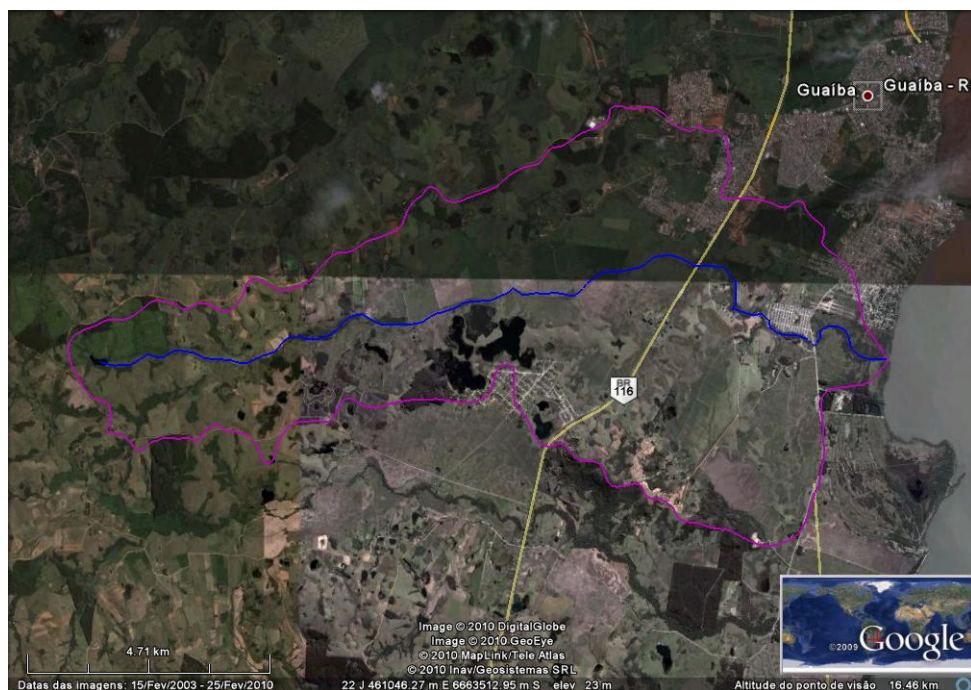 Guaíba
Guaíba - R
BR
116
Image © 2010 DigitalGlobe
Image © 2010 GeoEye
© 2010 MapLink/Tele Atlas
© 2010 Inav/Geosistemas SRL
©2009 Google
4.71 km
Datas das imagens: 15/Fev/2003 - 25/Fev/2010
22 J 461046.27 m E 6663512.95 m S elev 23 m
Altitude do ponto de visão 16.46 km